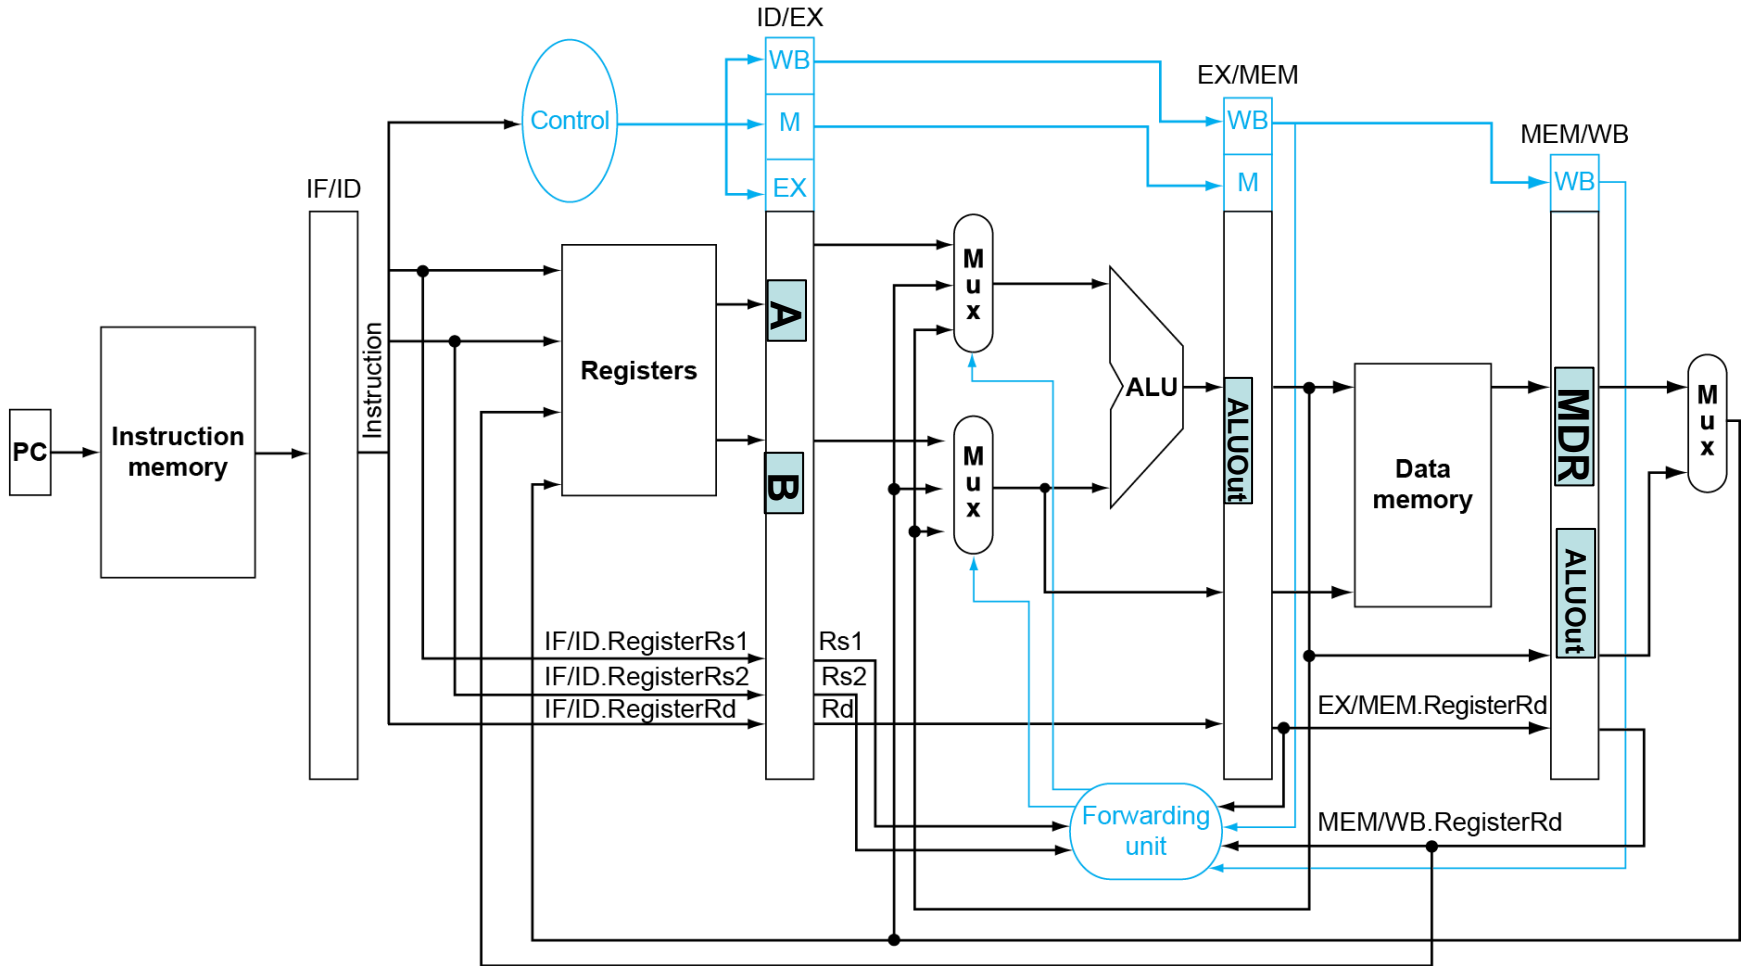 ID/EX
WB
M
EX
Control
EX/MEM
WB
M
MEM/WB
WB
IF/ID
Instruction
PC
Instruction
memory
Registers
A
B
M
u
x
M
u
x
ALU
ALUOut
Data
memory
MDR
ALUOut
M
u
x
IF/ID.RegisterRs1
Rs1
IF/ID.RegisterRs2
Rs2
IF/ID.RegisterRd
Rd
EX/MEM.RegisterRd
Forwarding
unit
MEM/WB.RegisterRd